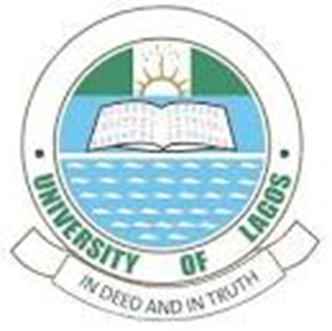 UNIVERSITY OF LAGOS
IN DEED AND IN TRUTH